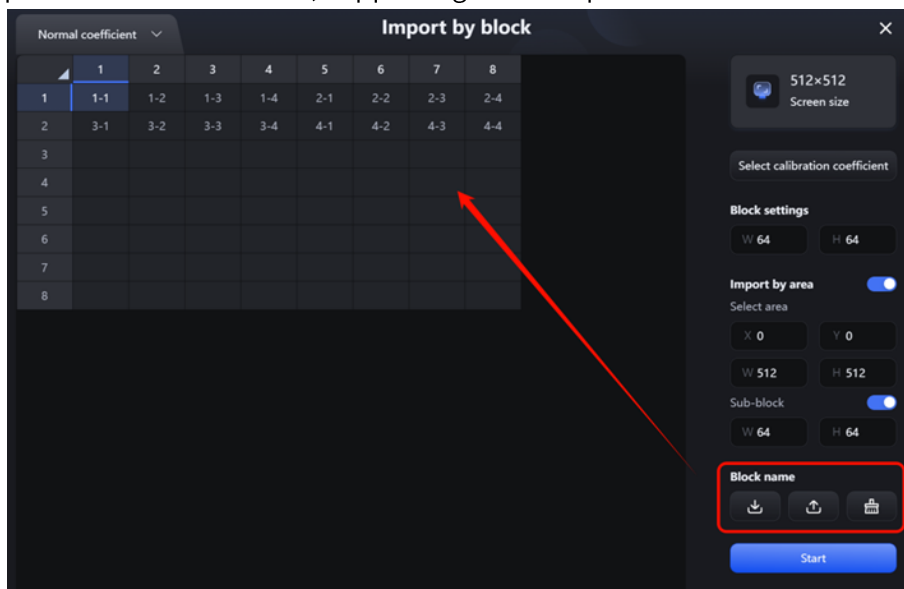 Import by block
Normal coefficient
1 2 3 4 5 6 7 8
1 1-1 1-2 1-3 1-4 2-1 2-2 2-3 2-4
2 3-1 3-2 3-3 3-4 4-1 4-2 4-3 4-4
3
4
5
6
7
8
512×512
Screen size
Select calibration coefficient
Block settings
W 64 H 64
Import by area
Select area
X 0 Y 0
W 512 H 512
Sub-block
W 64 H 64
Block name
Start